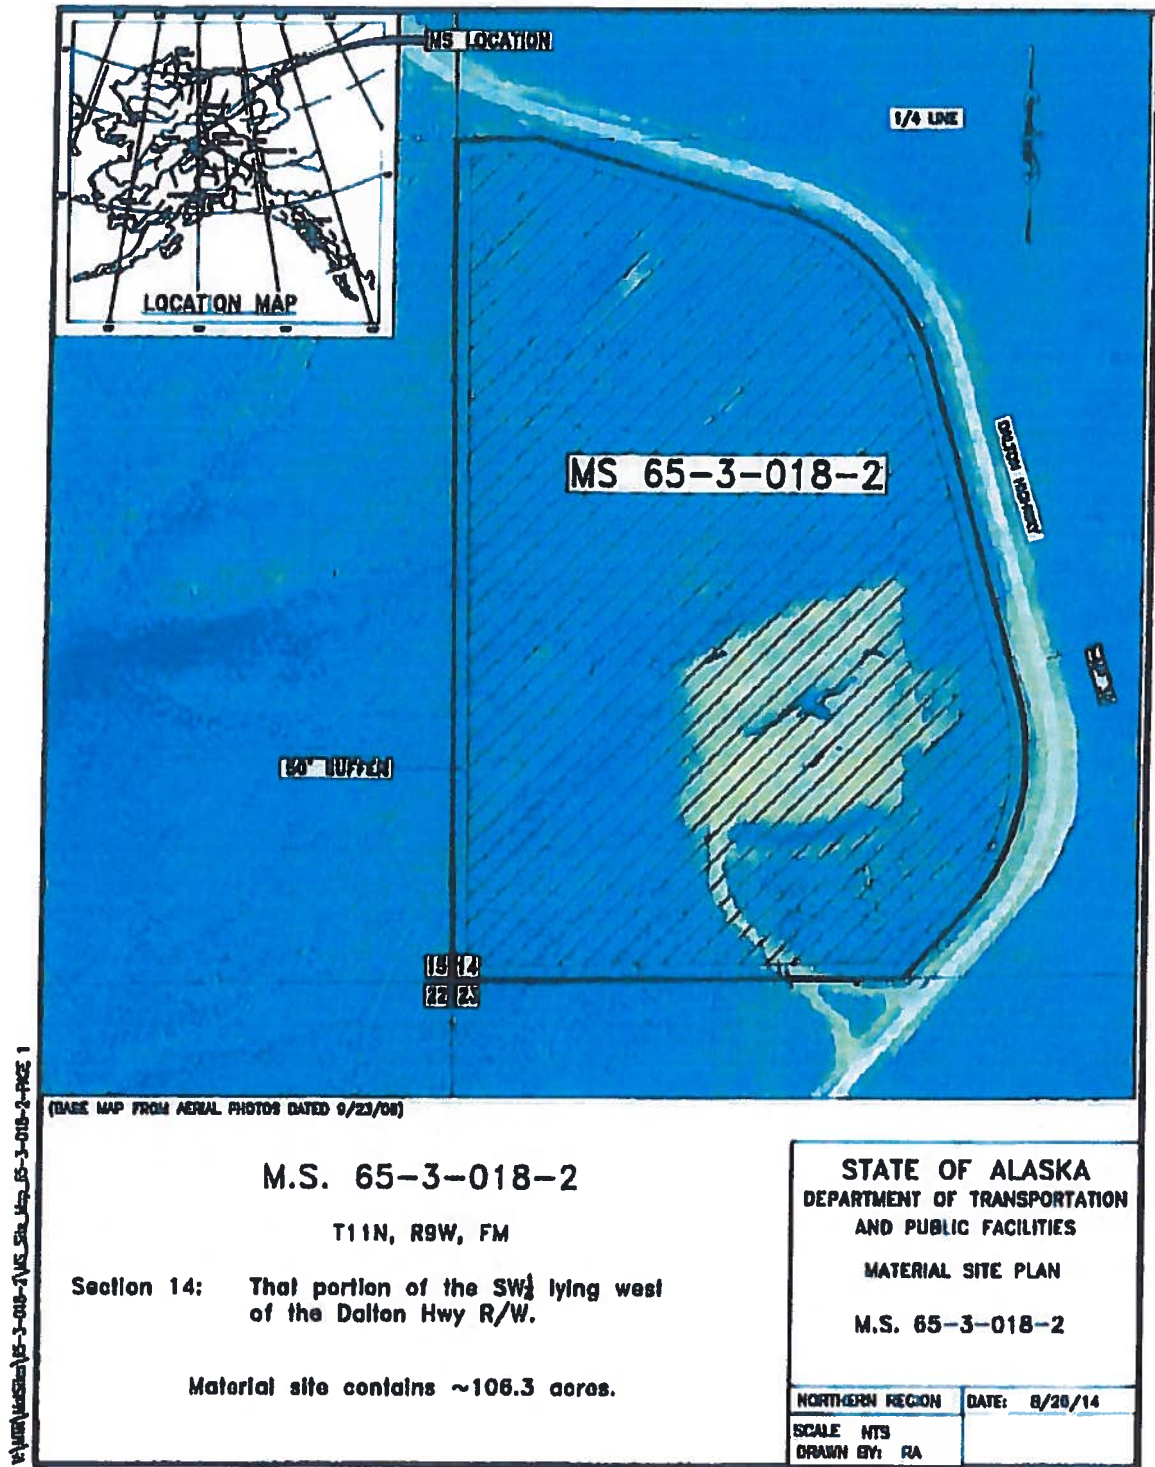 MS LOCATION
1/4 LINE
LOCATION MAP
MS 65-3-018-2
DALTON HIGHWAY
50' BUFFER
15 14
22 23
(BASE MAP FROM AERIAL PHOTOS DATED 9/23/08)
M.S. 65-3-018-2
T11N, R9W, FM
Section 14: That portion of the SW¼ lying west
of the Dalton Hwy R/W.
Material site contains ~106.3 acres.
STATE OF ALASKA
DEPARTMENT OF TRANSPORTATION
AND PUBLIC FACILITIES
MATERIAL SITE PLAN
M.S. 65-3-018-2
NORTHERN REGION
DATE: 8/20/14
SCALE NTS
DRAWN BY: RA